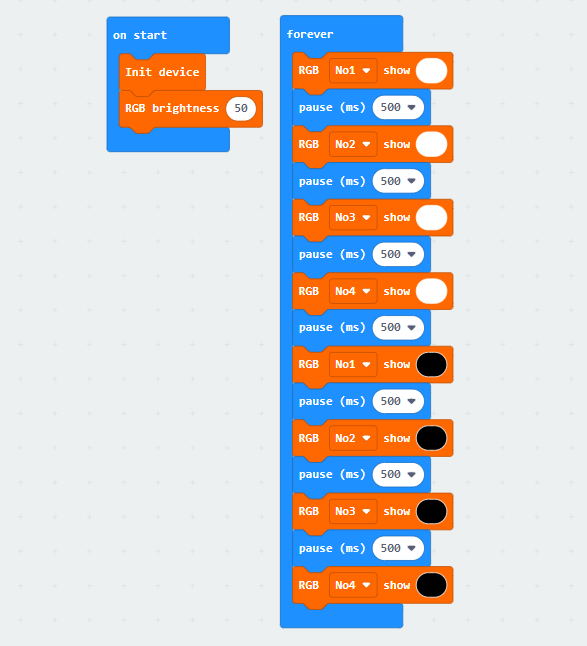 on start
Init device
RGB brightness 50
forever
RGB No1 show
pause (ms) 500
RGB No2 show
pause (ms) 500
RGB No3 show
pause (ms) 500
RGB No4 show
pause (ms) 500
RGB No1 show
pause (ms) 500
RGB No2 show
pause (ms) 500
RGB No3 show
pause (ms) 500
RGB No4 show